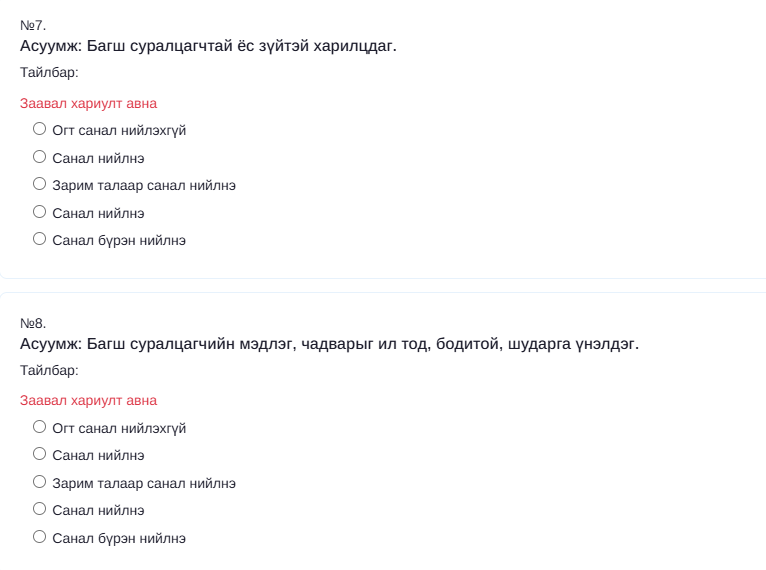 №7.
Асуумж: Багш суралцагчтай ёс зүйтэй харилцдаг.
Тайлбар:
Заавал хариулт авна
Огт санал нийлэхгүй
Санал нийлнэ
Зарим талаар санал нийлнэ
Санал нийлнэ
Санал бүрэн нийлнэ
№8.
Асуумж: Багш суралцагчийн мэдлэг, чадварыг ил тод, бодитой, шударга үнэлдэг.
Тайлбар:
Заавал хариулт авна
Огт санал нийлэхгүй
Санал нийлнэ
Зарим талаар санал нийлнэ
Санал нийлнэ
Санал бүрэн нийлнэ